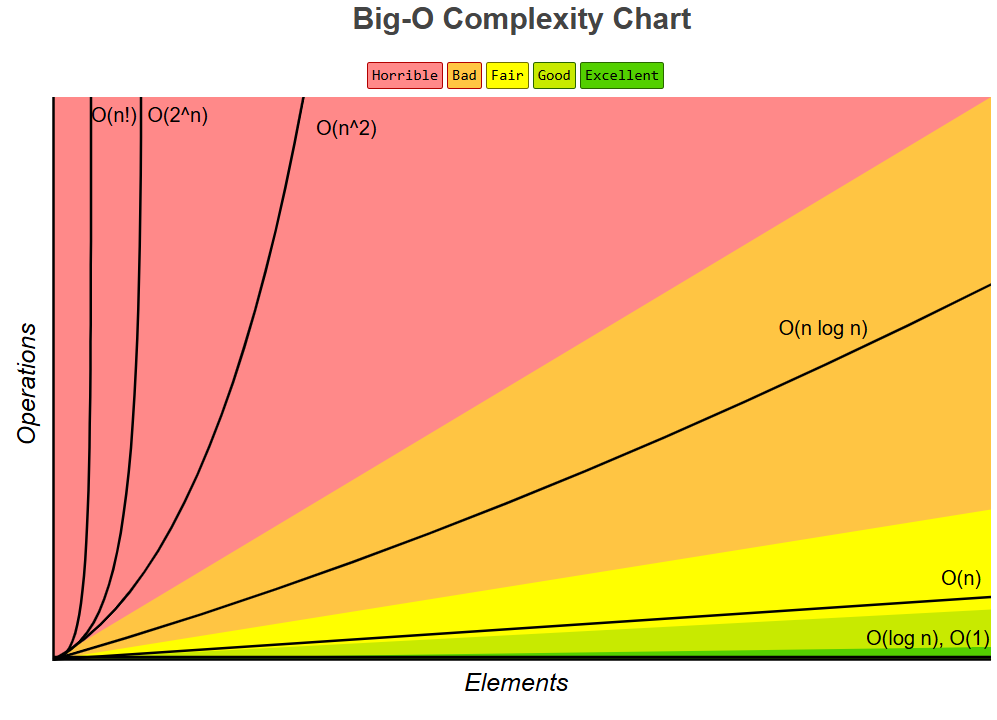 Big-O Complexity Chart
Horrible Bad Fair Good Excellent
O(n!) O(2^n)
O(n^2)
O(n log n)
Operations
O(n)
O(log n), O(1)
Elements